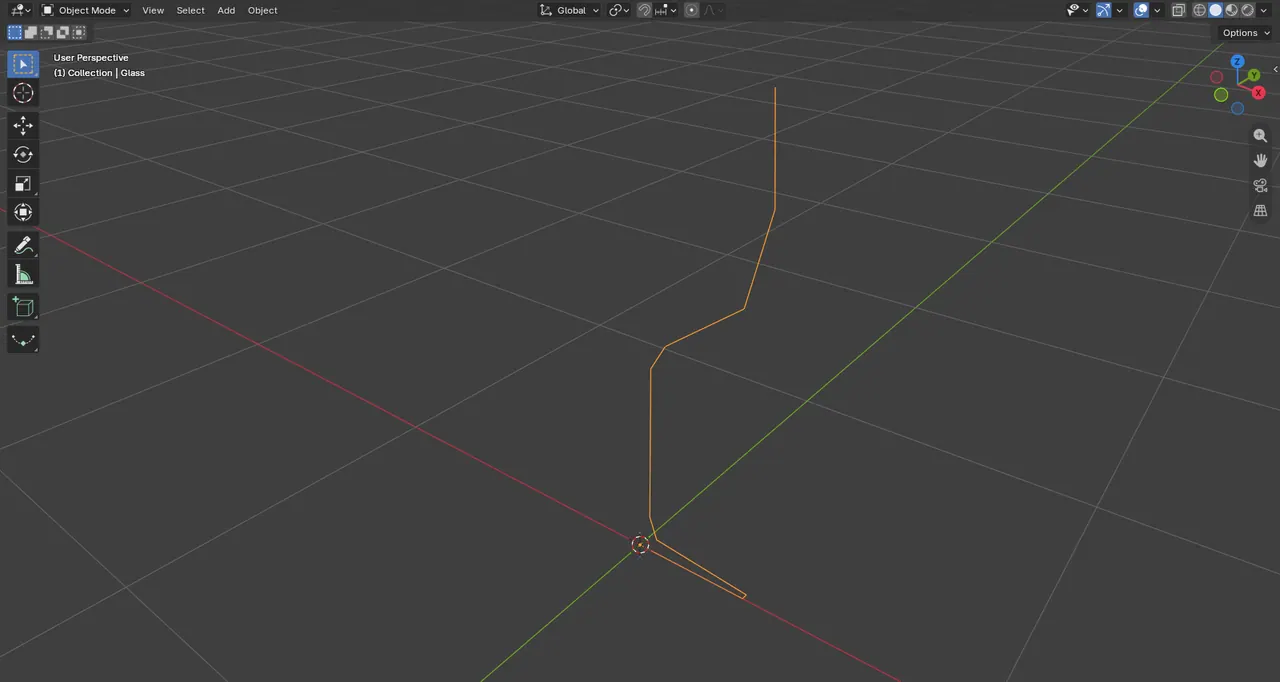 Object Mode View Select Add Object Global
Options
User Perspective
(1) Collection | Glass
Z
Y
X